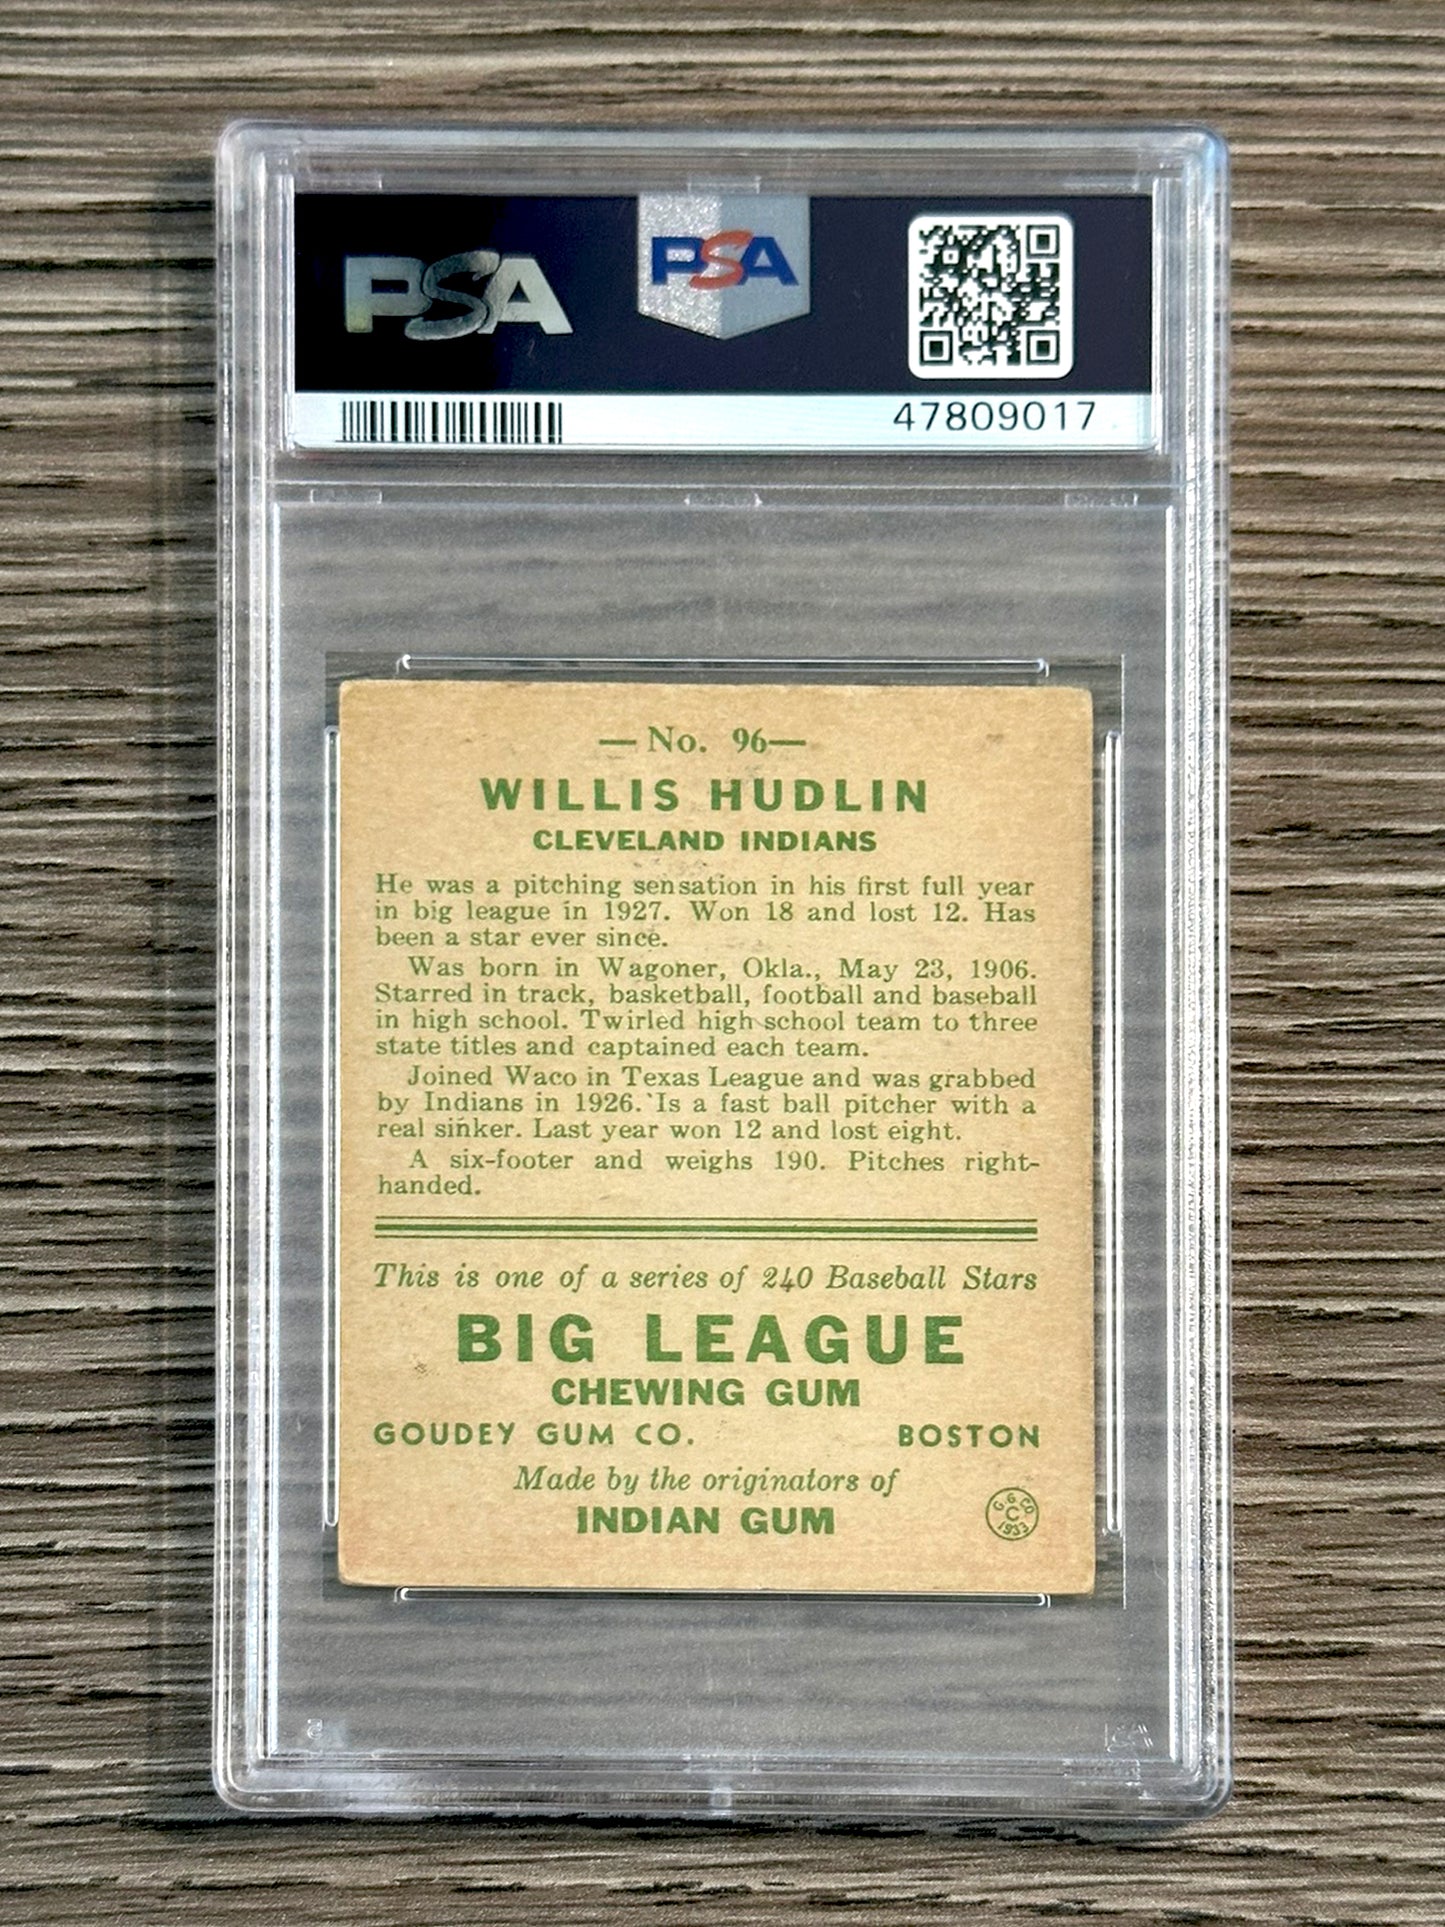 PSA
PSA
47809017
— No. 96—
WILLIS HUDLIN
CLEVELAND INDIANS
He was a pitching sensation in his first full year
in big league in 1927. Won 18 and lost 12. Has
been a star ever since.
Was born in Wagoner, Okla., May 23, 1906.
Starred in track, basketball, football and baseball
in high school. Twirled high school team to three
state titles and captained each team.
Joined Waco in Texas League and was grabbed
by Indians in 1926. Is a fast ball pitcher with a
real sinker. Last year won 12 and lost eight.
A six-footer and weighs 190. Pitches right-
handed.
This is one of a series of 240 Baseball Stars
BIG LEAGUE
CHEWING GUM
GOUDEY GUM CO. BOSTON
Made by the originators of
INDIAN GUM
G. G. CO.
C
1933